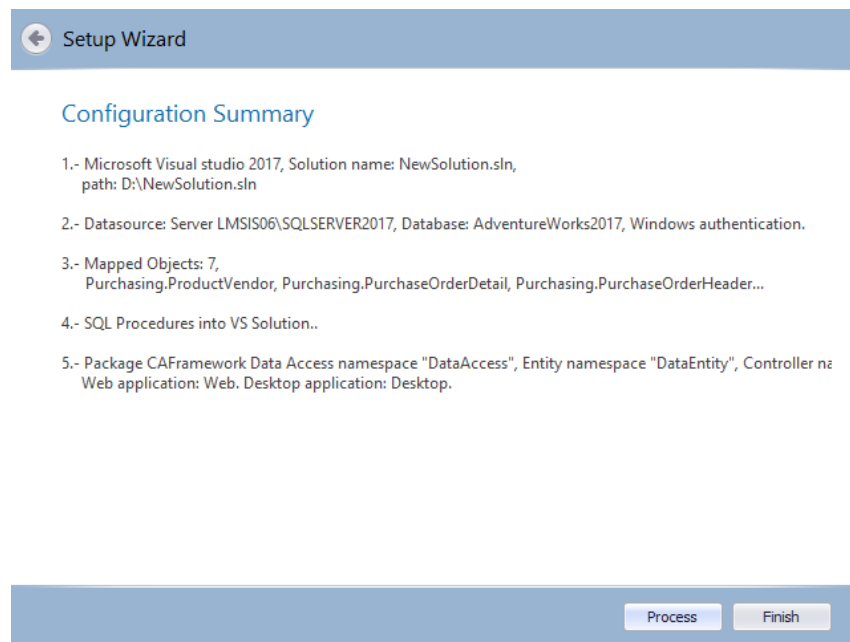 Setup Wizard
Configuration Summary
1.- Microsoft Visual studio 2017, Solution name: NewSolution.sln,
path: D:\NewSolution.sln
2.- Datasource: Server LMSIS06\SQLSERVER2017, Database: AdventureWorks2017, Windows authentication.
3.- Mapped Objects: 7,
Purchasing.ProductVendor, Purchasing.PurchaseOrderDetail, Purchasing.PurchaseOrderHeader...
4.- SQL Procedures into VS Solution..
5.- Package CAFramework Data Access namespace "DataAccess", Entity namespace "DataEntity", Controller na
Web application: Web. Desktop application: Desktop.
Process
Finish